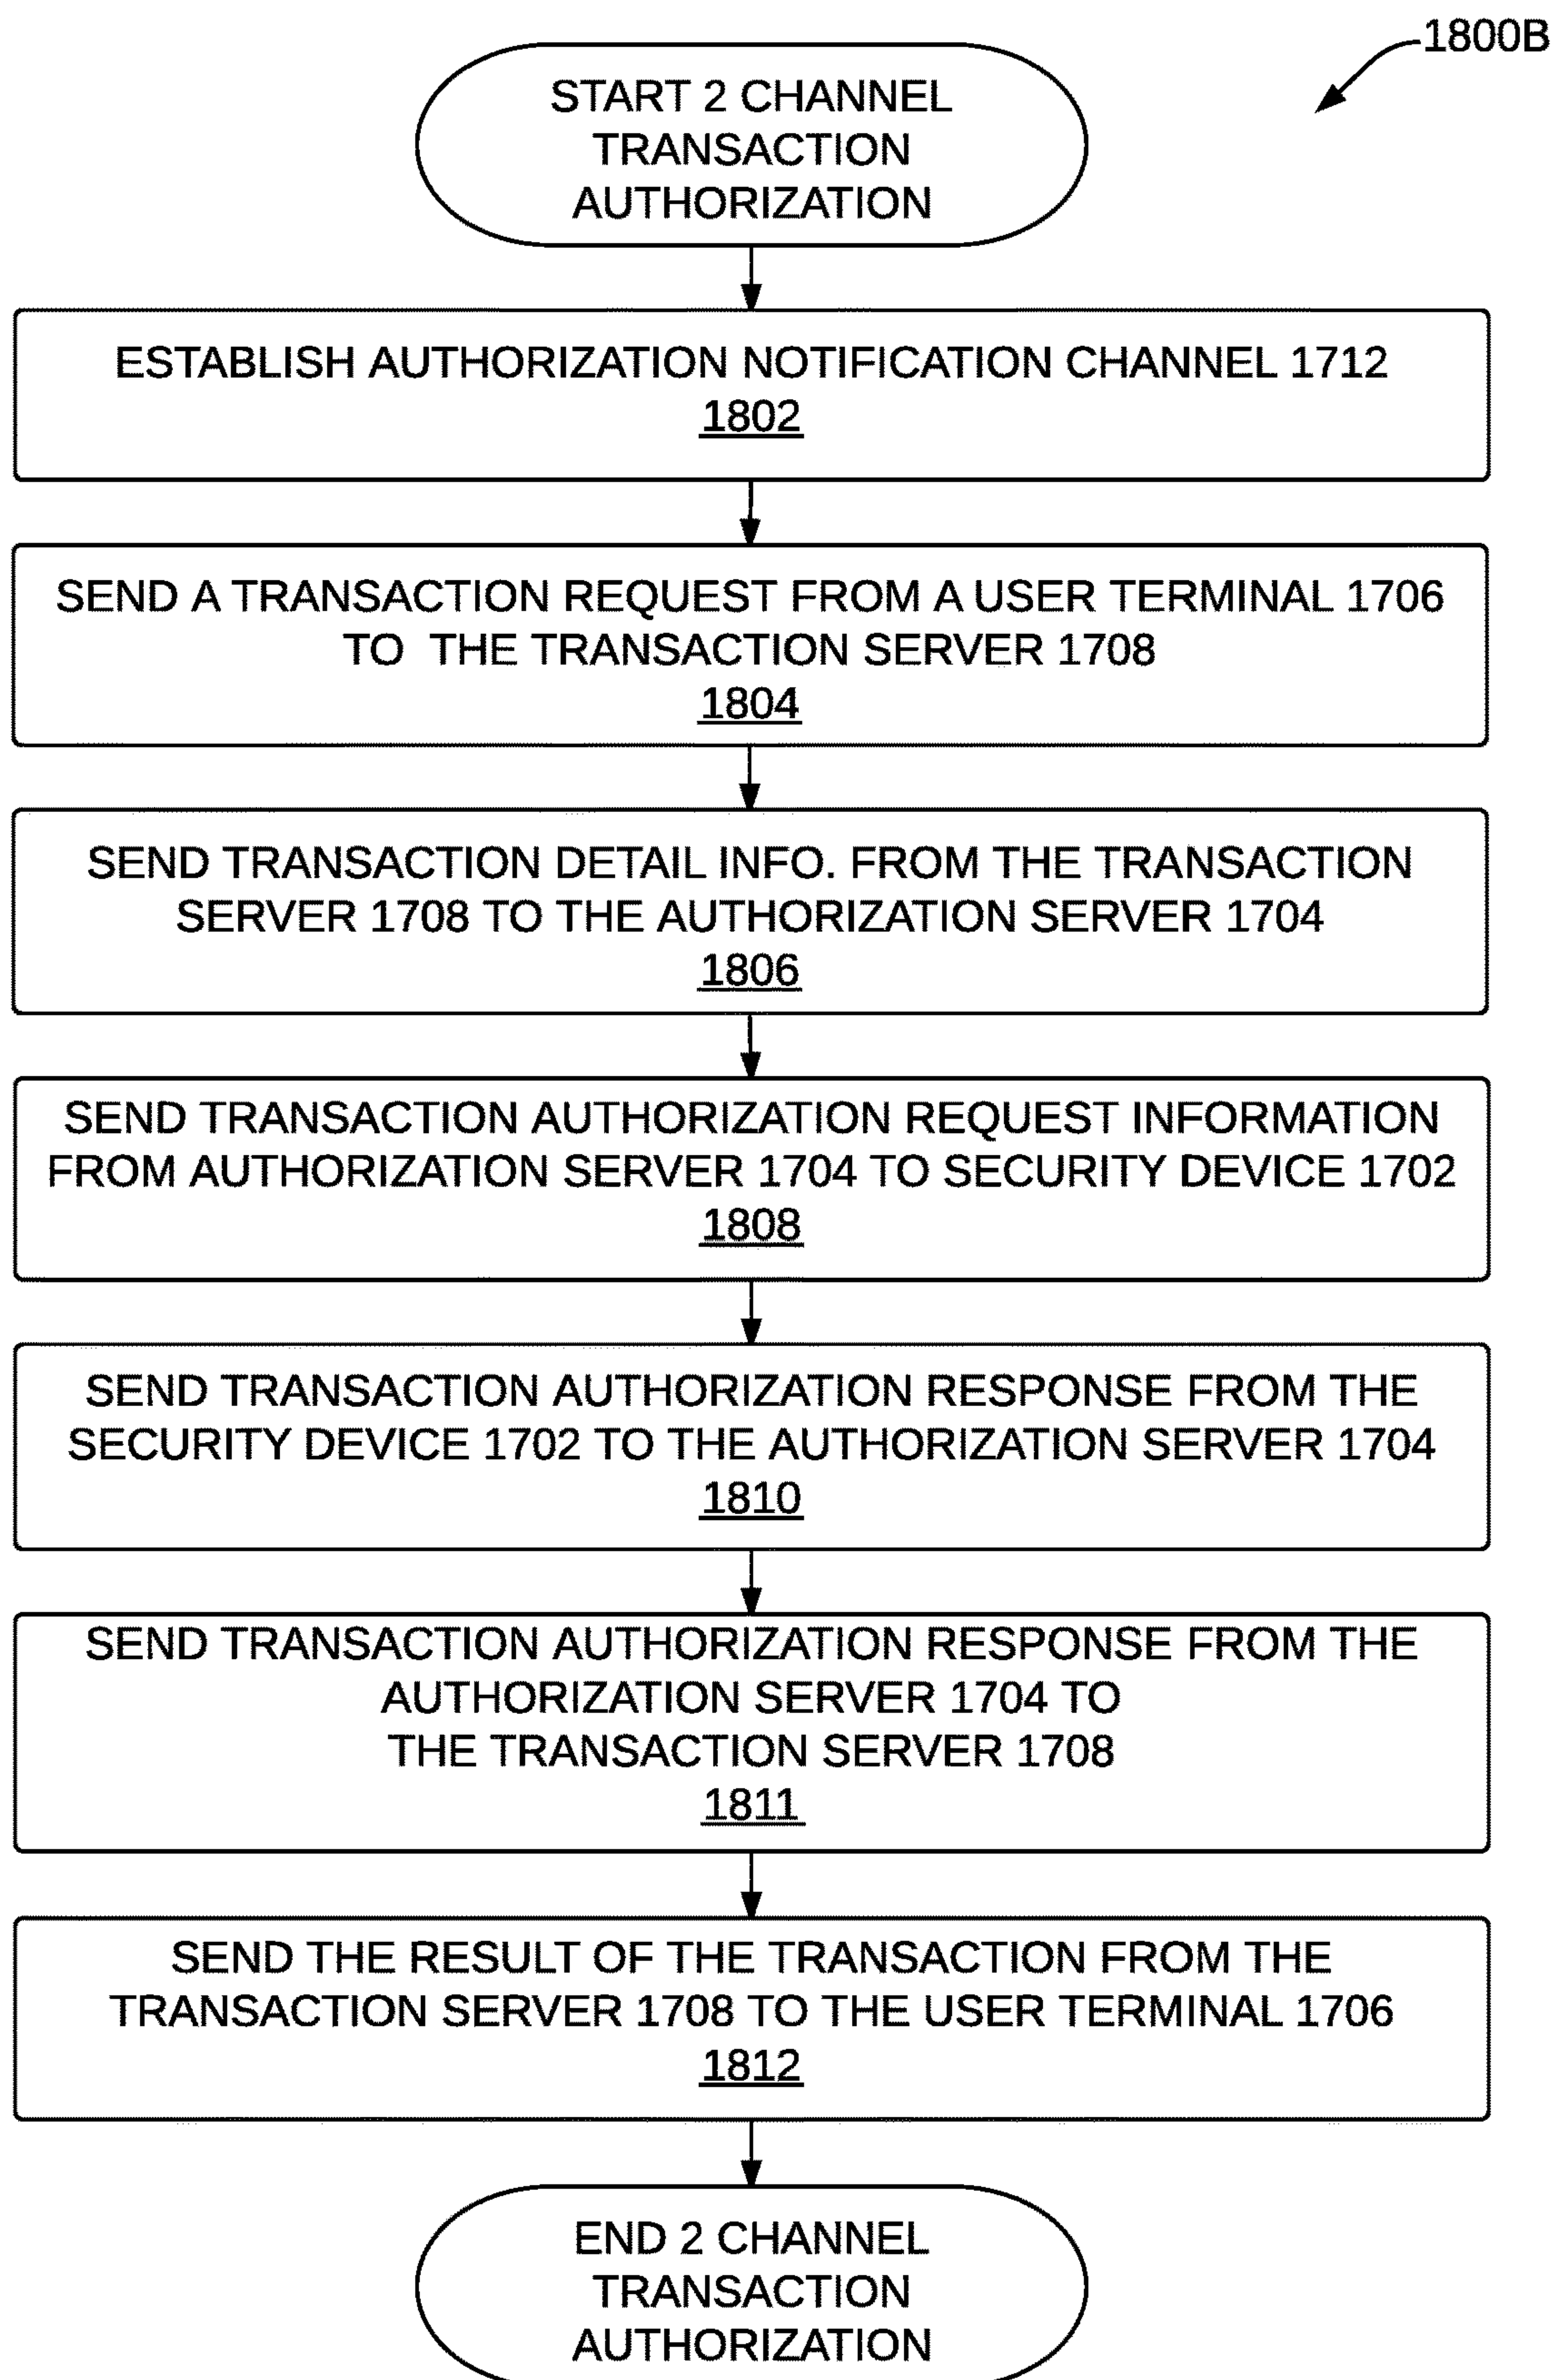 1800B
START 2 CHANNEL
TRANSACTION
AUTHORIZATION
ESTABLISH AUTHORIZATION NOTIFICATION CHANNEL 1712
1802
SEND A TRANSACTION REQUEST FROM A USER TERMINAL 1706
TO THE TRANSACTION SERVER 1708
1804
SEND TRANSACTION DETAIL INFO. FROM THE TRANSACTION
SERVER 1708 TO THE AUTHORIZATION SERVER 1704
1806
SEND TRANSACTION AUTHORIZATION REQUEST INFORMATION
FROM AUTHORIZATION SERVER 1704 TO SECURITY DEVICE 1702
1808
SEND TRANSACTION AUTHORIZATION RESPONSE FROM THE
SECURITY DEVICE 1702 TO THE AUTHORIZATION SERVER 1704
1810
SEND TRANSACTION AUTHORIZATION RESPONSE FROM THE
AUTHORIZATION SERVER 1704 TO
THE TRANSACTION SERVER 1708
1811
SEND THE RESULT OF THE TRANSACTION FROM THE
TRANSACTION SERVER 1708 TO THE USER TERMINAL 1706
1812
END 2 CHANNEL
TRANSACTION
AUTHORIZATION